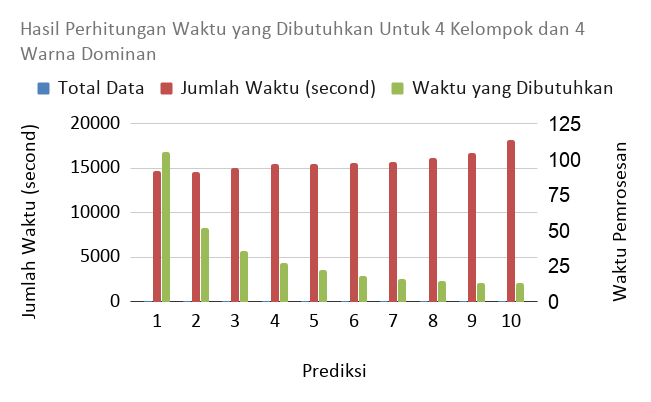 Hasil Perhitungan Waktu yang Dibutuhkan Untuk 4 Kelompok dan 4
Warna Dominan
Total Data Jumlah Waktu (second) Waktu yang Dibutuhkan
Jumlah Waktu (second)
20000
15000
10000
5000
0
125
100
75
50
25
0
Waktu Pemrosesan
1 2 3 4 5 6 7 8 9 10
Prediksi